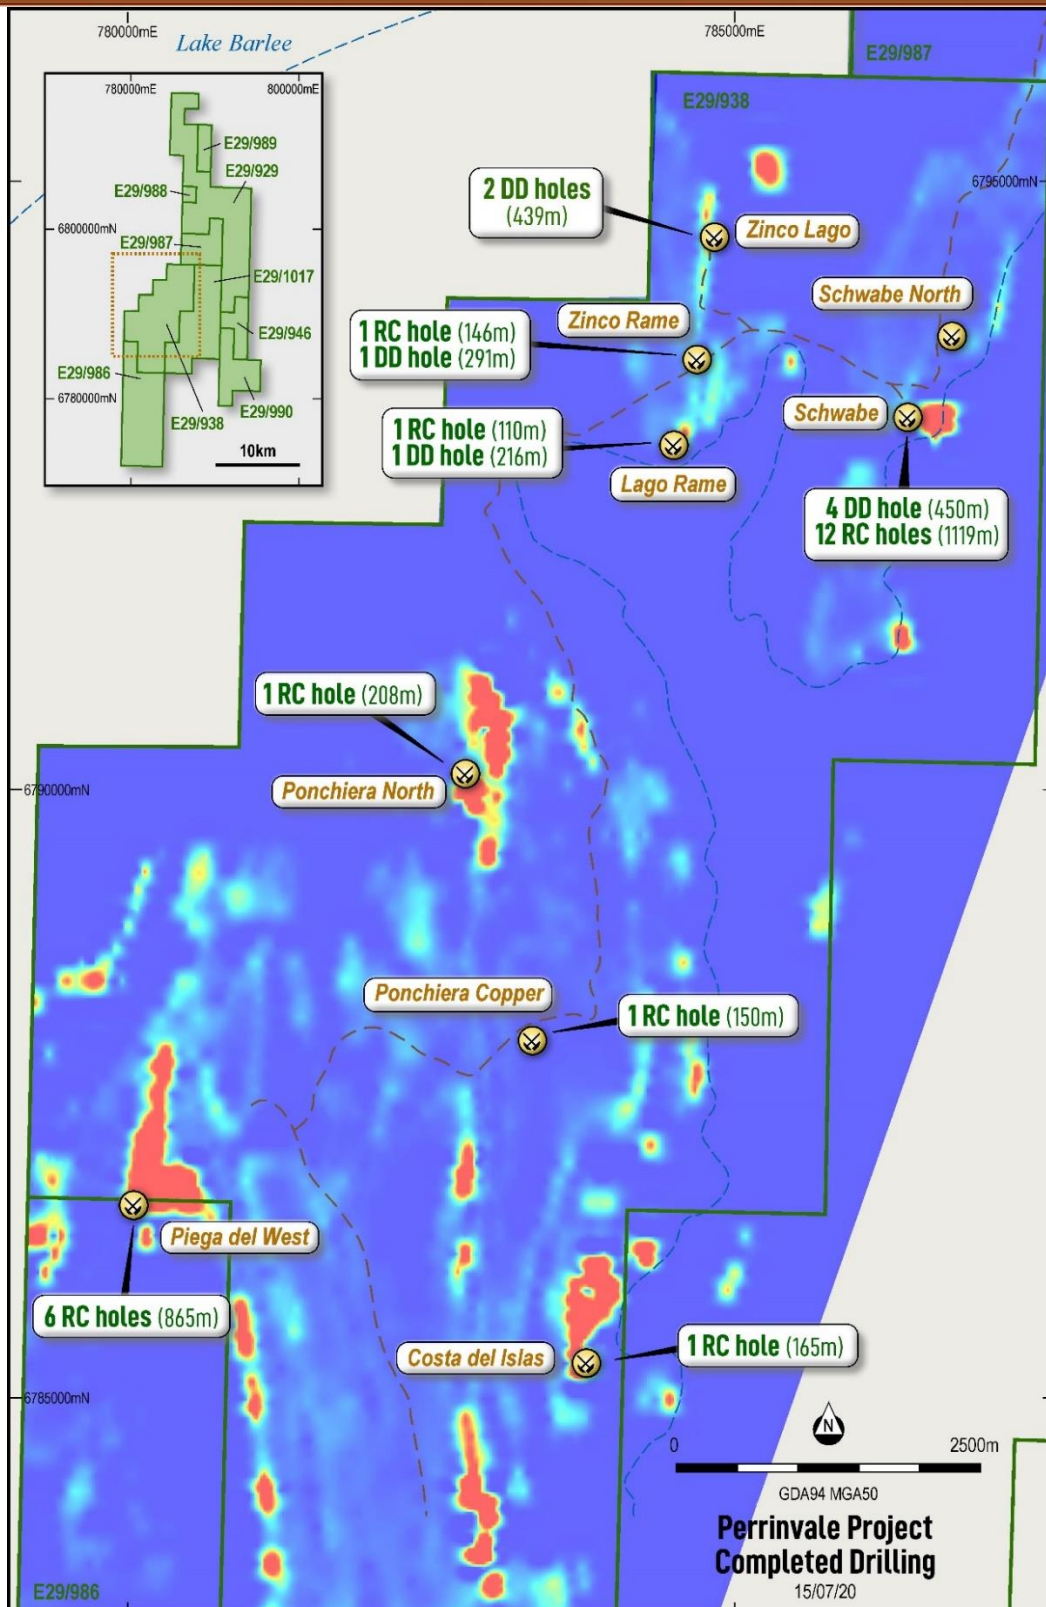 780000mE
785000mE
Lake Barlee
E29/987
E29/938
780000mE
800000mE
E29/989
E29/929
E29/988
6800000mN
E29/987
E29/1017
E29/946
E29/986
6780000mN
E29/938
E29/990
10km
6795000mN
2 DD holes
(439m)
Zinco Lago
Schwabe North
Zinco Rame
1 RC hole (146m)
1 DD hole (291m)
Schwabe
1 RC hole (110m)
1 DD hole (216m)
Lago Rame
4 DD hole (450m)
12 RC holes (1119m)
1 RC hole (208m)
Ponchiera North
6790000mN
Ponchiera Copper
1 RC hole (150m)
Piega del West
6 RC holes (865m)
1 RC hole (165m)
Costa del Islas
6785000mN
N
0
2500m
GDA94 MGA50
Perrinvale Project
Completed Drilling
15/07/20
E29/986